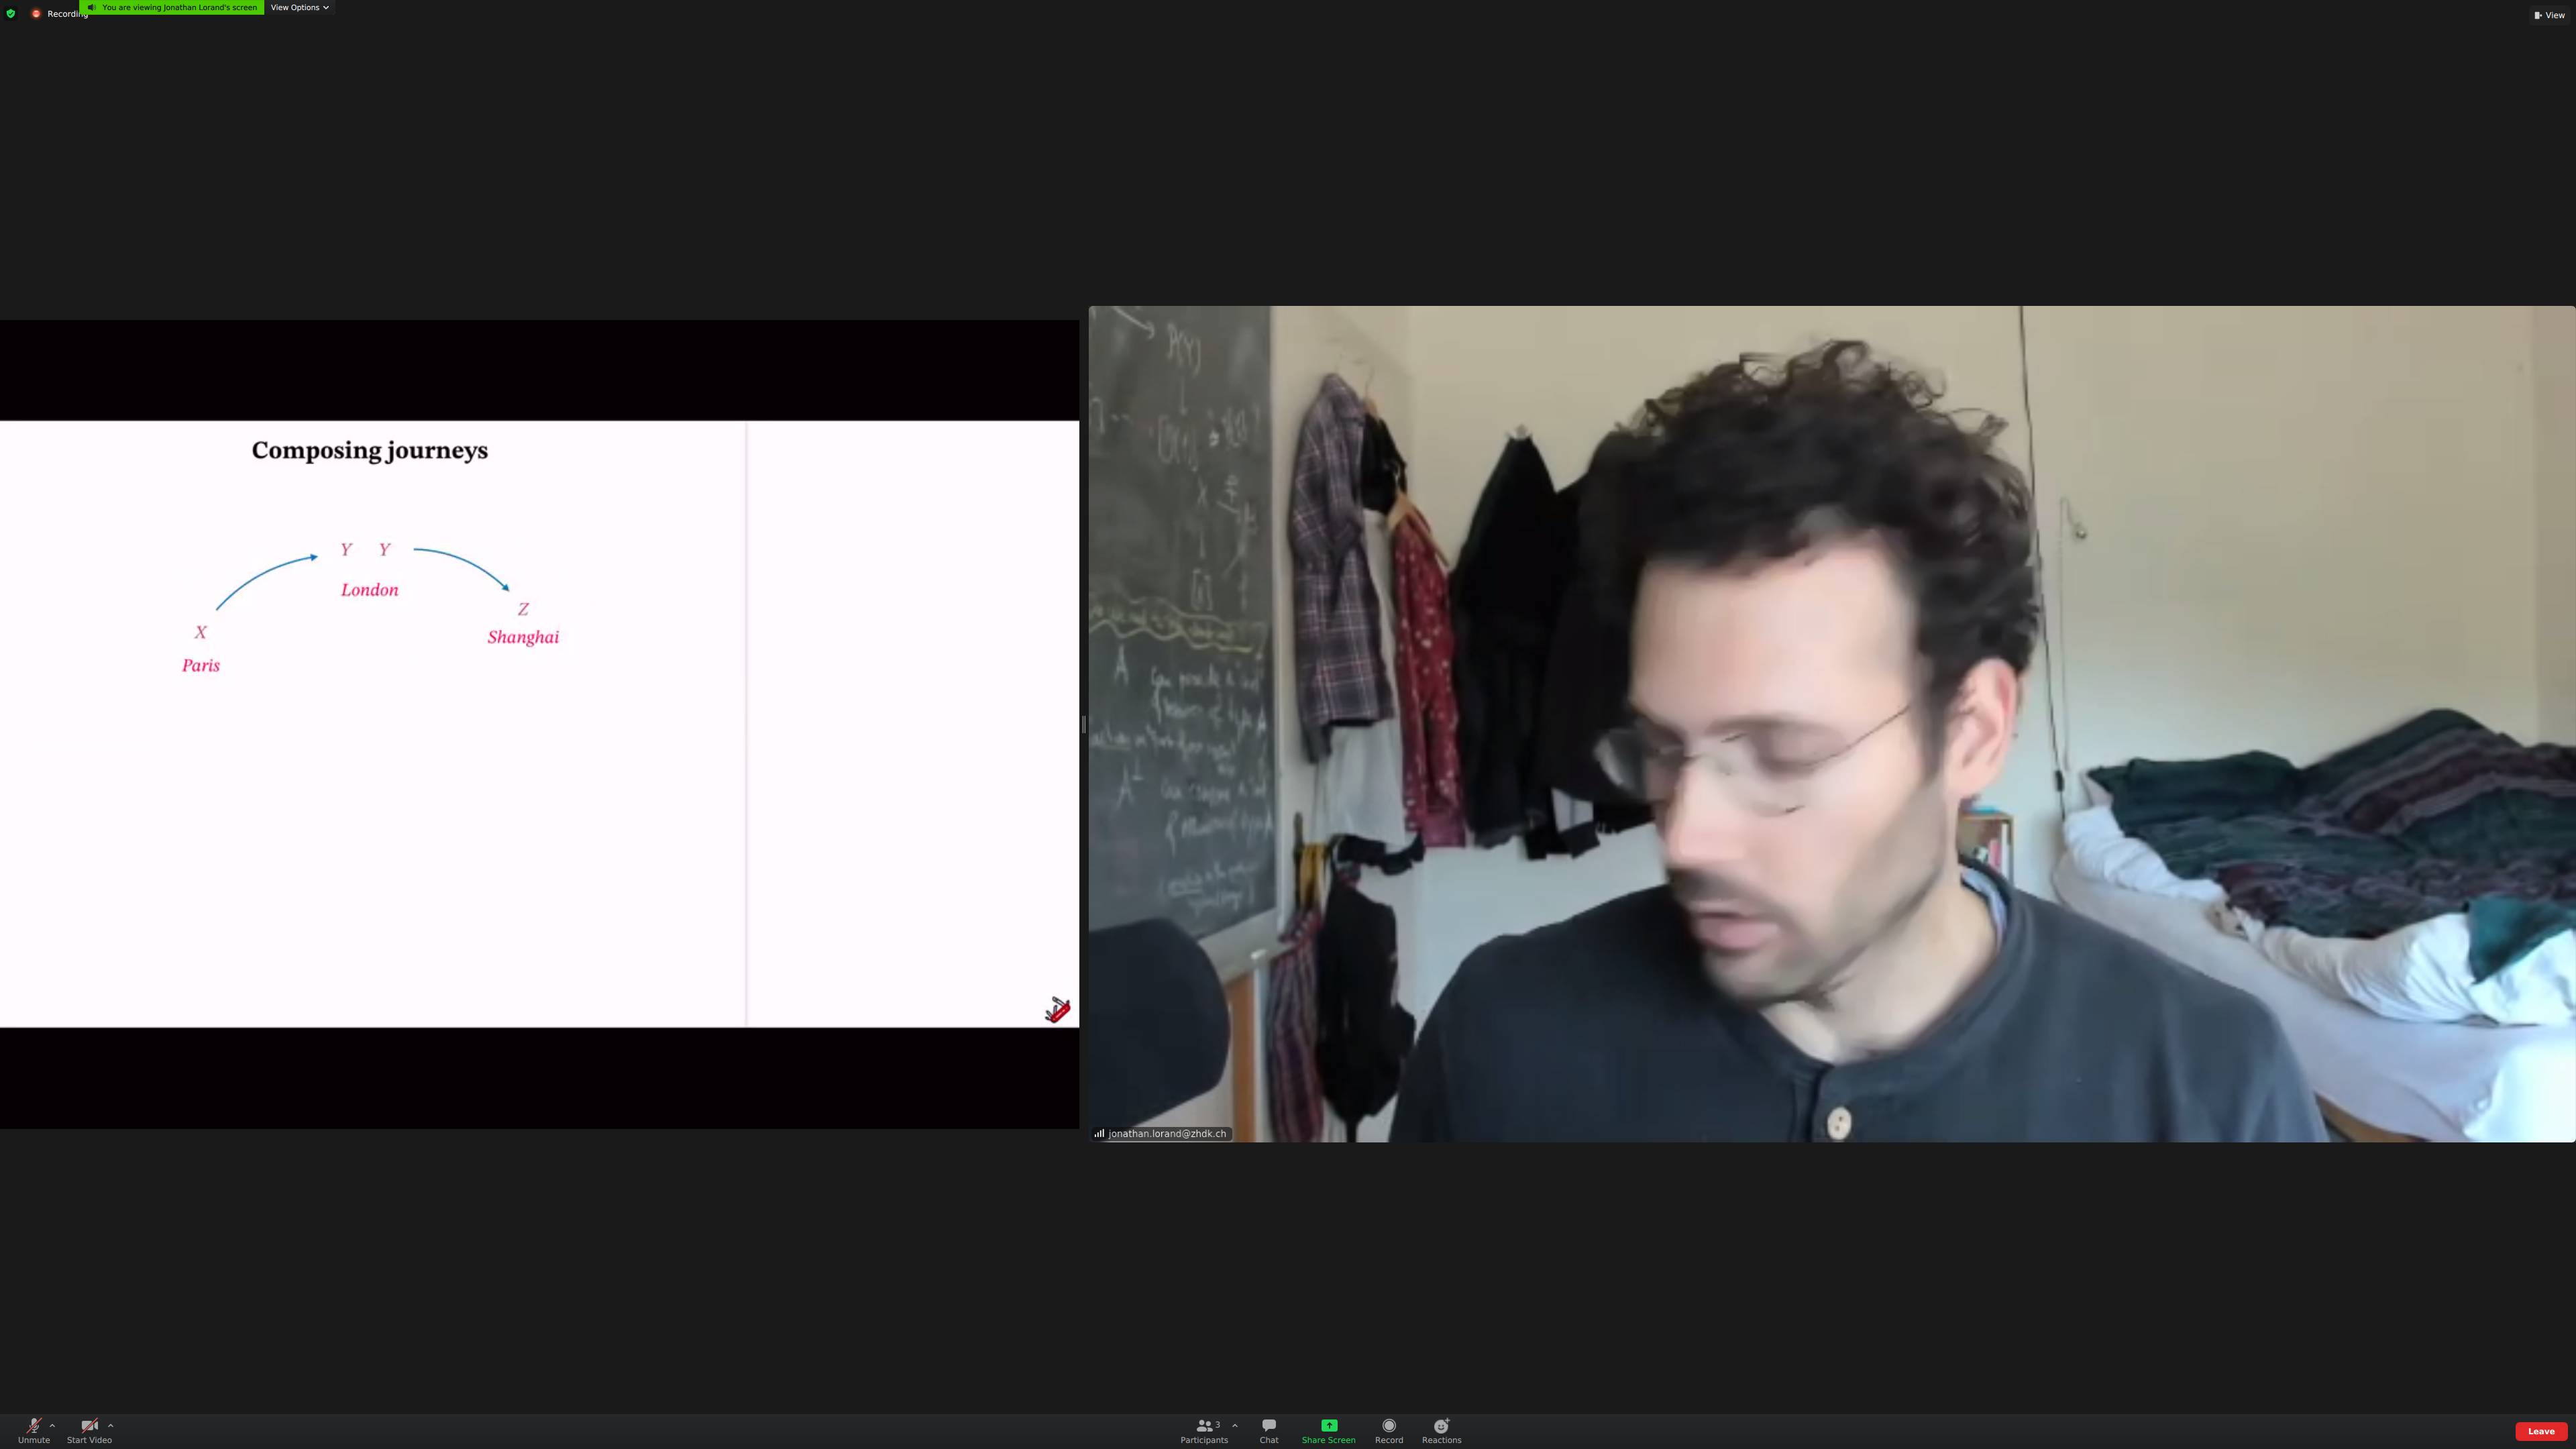 Recording
You are viewing Jonathan Lorand's screen
View Options
View
Composing journeys
Y Y
London
X
Paris
Z
Shanghai
P(Y)
A
A
jonathan.lorand@zhdk.ch
Unmute
Start Video
3
Participants
Chat
Share Screen
Record
Reactions
Leave